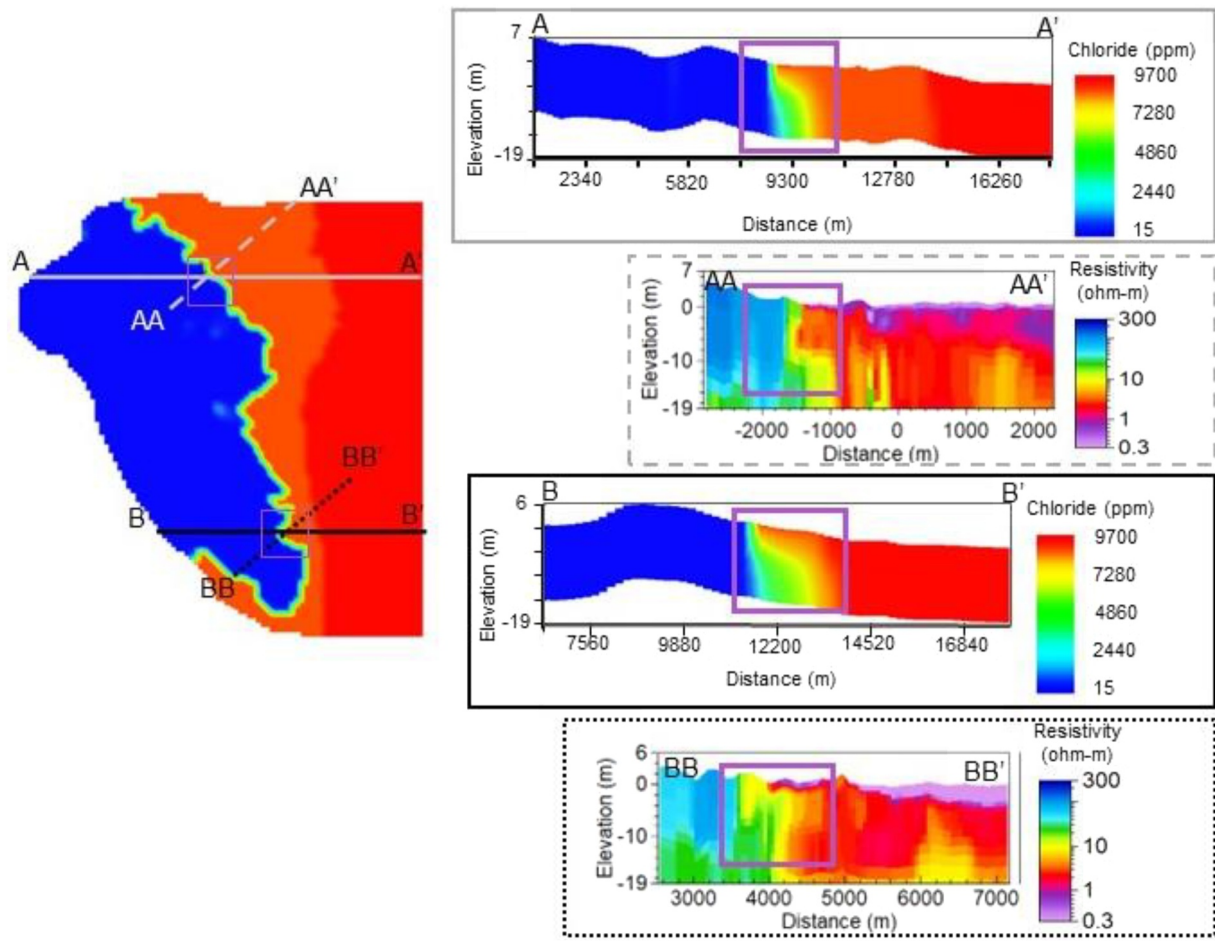 AA'
A
A'
AA
BB'
B
B'
BB
A
A'
7
Elevation (m)
-19
2340
5820
9300
12780
16260
Distance (m)
Chloride (ppm)
9700
7280
4860
2440
15
7
AA
AA'
0
-10
-19
Elevation (m)
-2000
-1000
0
1000
2000
Distance (m)
Resistivity
(ohm-m)
300
10
1
0.3
B
B'
6
Elevation (m)
-19
7560
9880
12200
14520
16840
Distance (m)
Chloride (ppm)
9700
7280
4860
2440
15
6
BB
BB'
0
-10
-19
Elevation (m)
3000
4000
5000
6000
7000
Distance (m)
Resistivity
(ohm-m)
300
10
1
0.3